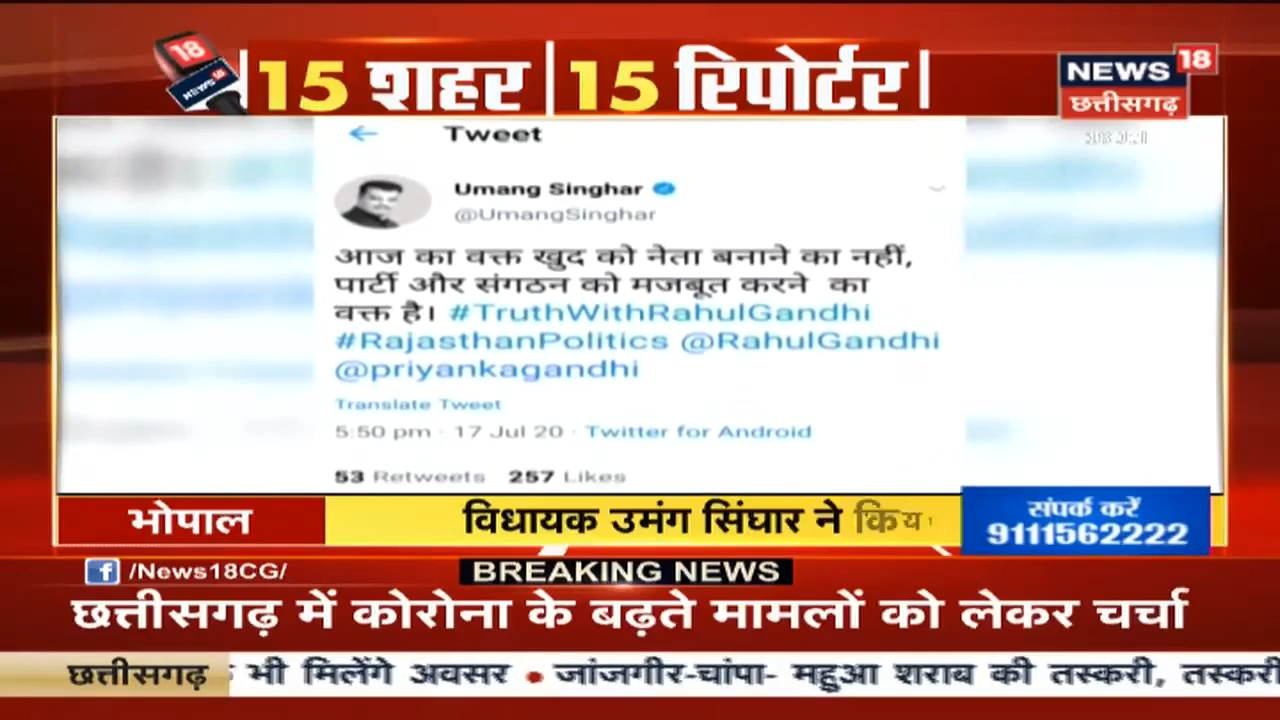 15 शहर | 15 रिपोर्टर
18
NEWS 18
NEWS 18
छत्तीसगढ़
← Tweet
Umang Singhar
@UmangSinghar
आज का वक्त खुद को नेता बनाने का नहीं,
पार्टी और संगठन को मजबूत करने का
वक्त है। #TruthWithRahulGandhi
#RajasthanPolitics @RahulGandhi
@priyankagandhi
Translate Tweet
5:50 pm · 17 Jul 20 · Twitter for Android
53 Retweets 257 Likes
भोपाल
विधायक उमंग सिंघार ने
संपर्क करें
9111562222
/News18CG/
BREAKING NEWS
छत्तीसगढ़ में कोरोना के बढ़ते मामलों को लेकर चर्चा
छत्तीसगढ़
भी मिलेंगे अवसर • जांजगीर-चांपा- महुआ शराब की तस्करी, तस्करी